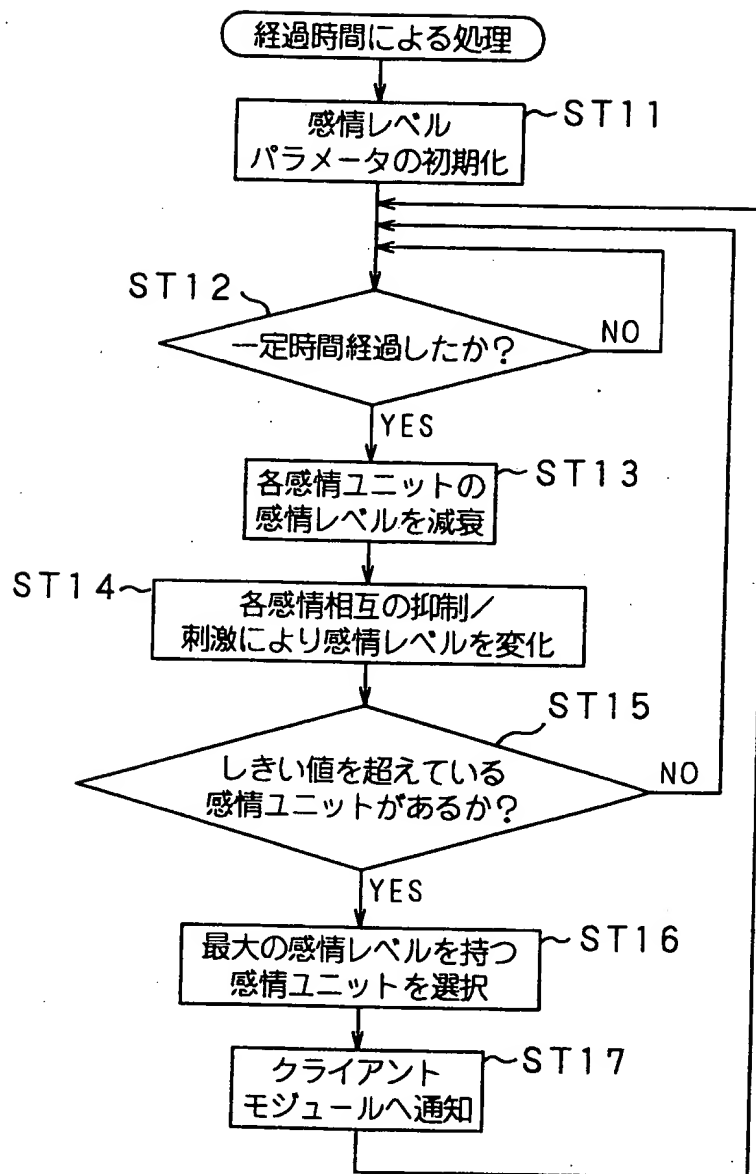 経過時間による処理
感情レベル
パラメータの初期化
ST11
ST12
一定時間経過したか?
NO
YES
各感情ユニットの
感情レベルを減衰
ST13
ST14
各感情相互の抑制/
刺激により感情レベルを変化
ST15
しきい値を超えている
感情ユニットがあるか?
NO
YES
最大の感情レベルを持つ
感情ユニットを選択
ST16
クライアント
モジュールへ通知
ST17